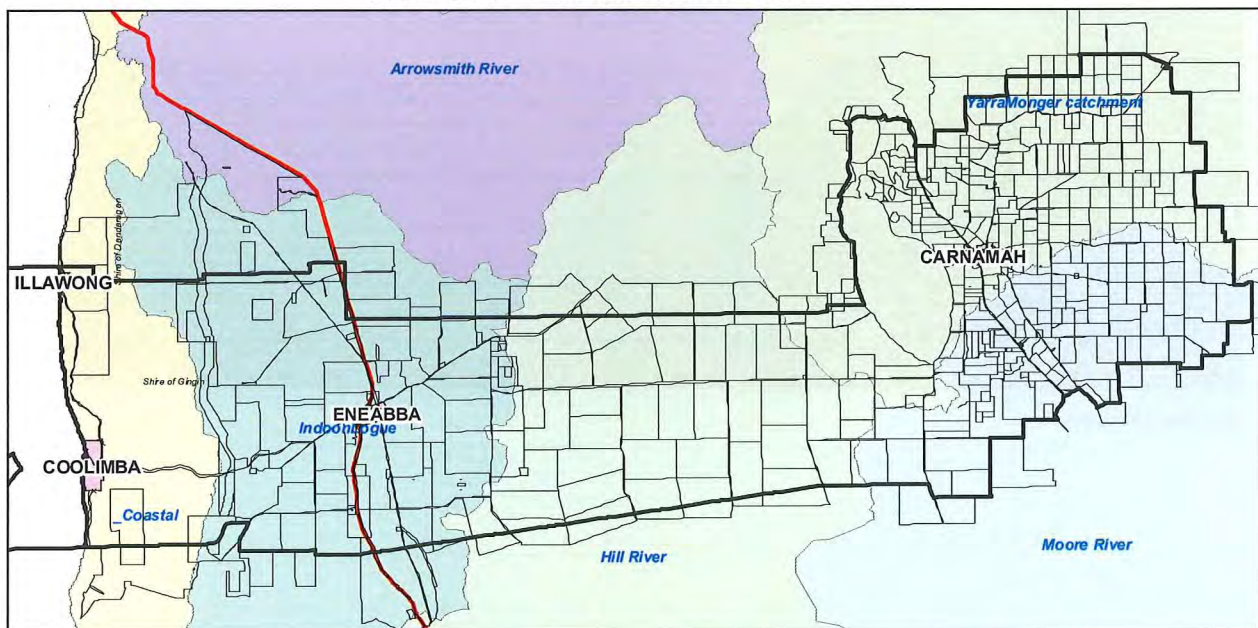 Arrowsmith River
YarraMonger catchment
Shire of Dandaragan
CARNAMAH
ILLAWONG
Shire of Gingin
ENEABBA
Indoonbogue
COOLIMBA
_Coastal
Hill River
Moore River